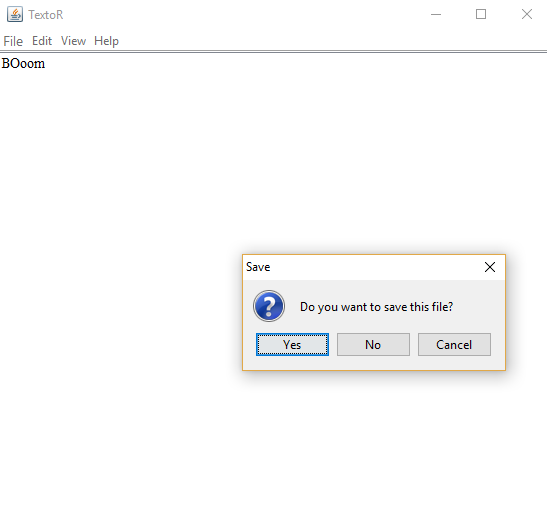 TextoR
File Edit View Help
BOoom
Save
?
Do you want to save this file?
Yes No Cancel